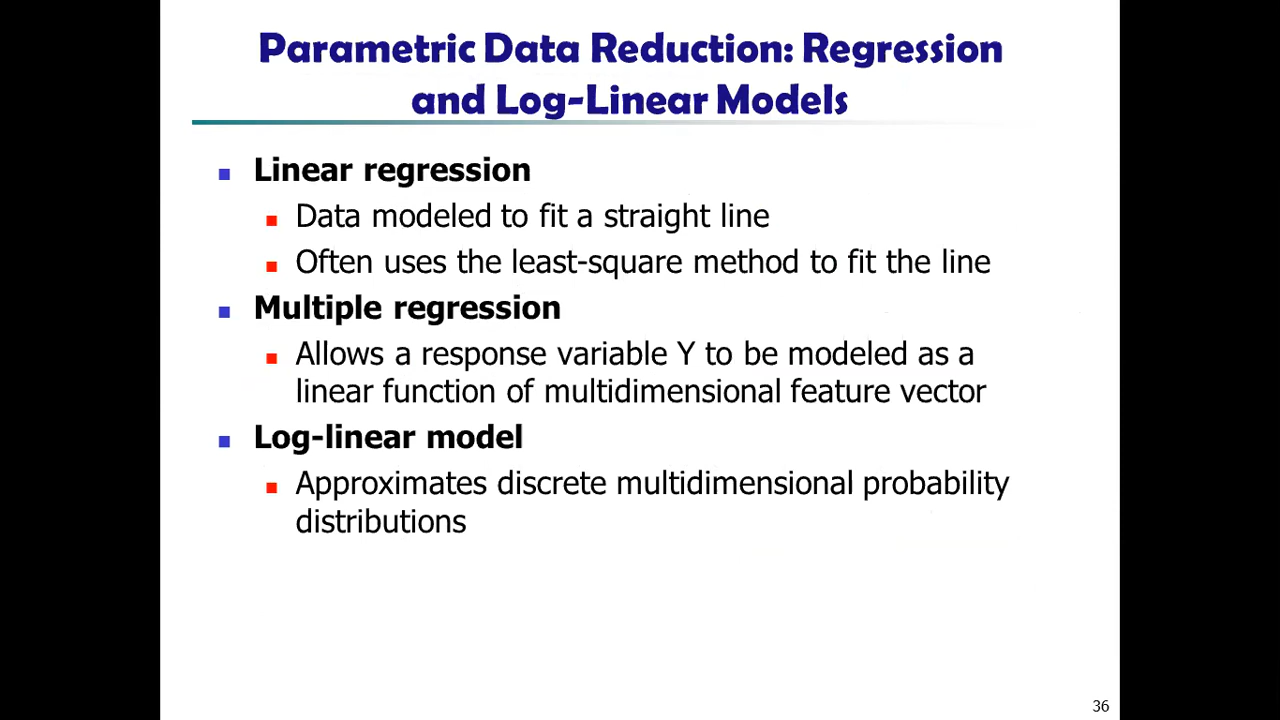 Parametric Data Reduction: Regression
and Log-Linear Models
Linear regression
Data modeled to fit a straight line
Often uses the least-square method to fit the line
Multiple regression
Allows a response variable Y to be modeled as a
linear function of multidimensional feature vector
Log-linear model
Approximates discrete multidimensional probability
distributions
36